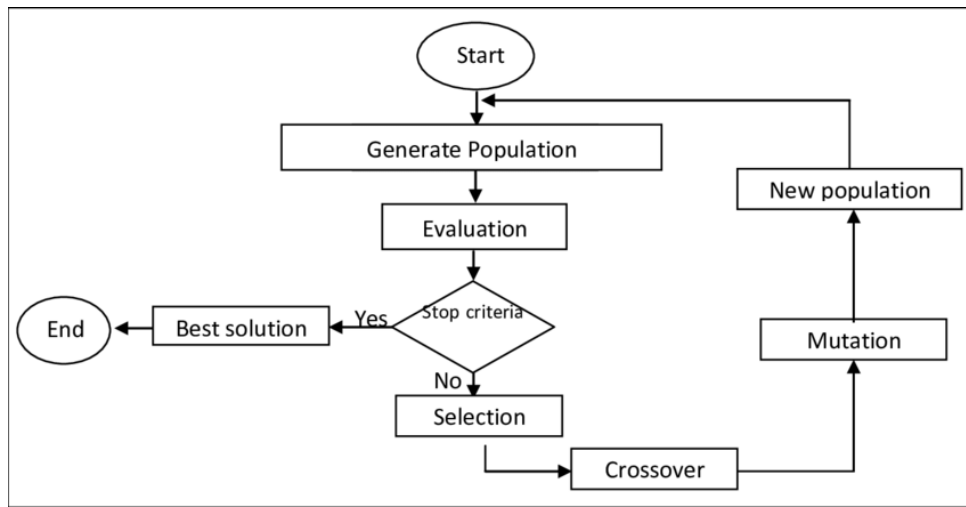 Start
Generate Population
New population
Evaluation
Stop criteria
End
Best solution
Yes
Mutation
No
Selection
Crossover